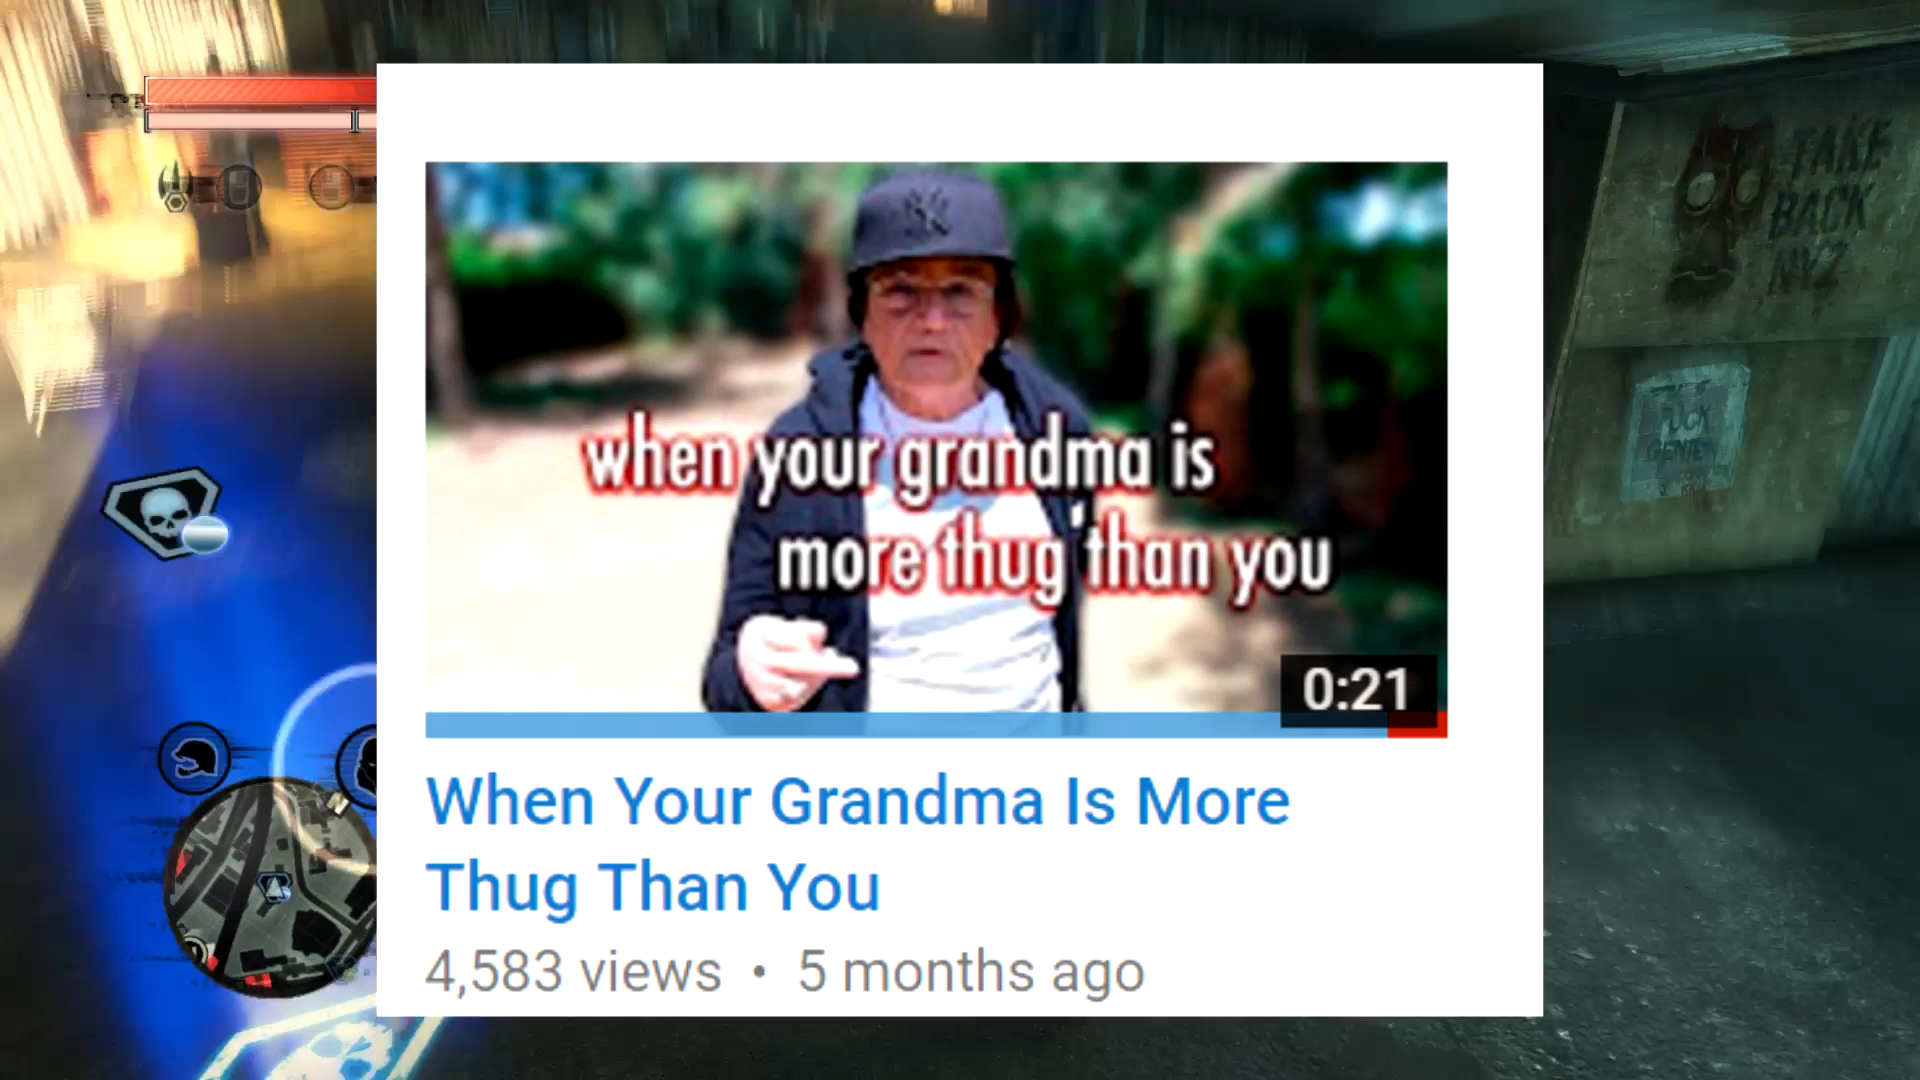 TAKE
BACK
NYZ
when your grandma is
more thug than you
0:21
When Your Grandma Is More
Thug Than You
4,583 views • 5 months ago